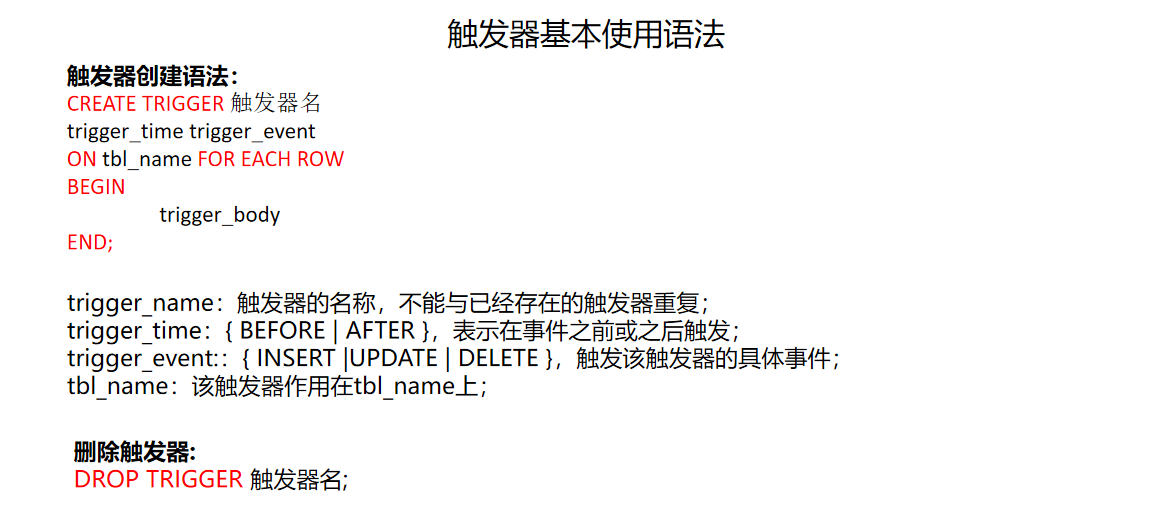 触发器基本使用语法
触发器创建语法：
CREATE TRIGGER 触发器名
trigger_time trigger_event
ON tbl_name FOR EACH ROW
BEGIN
trigger_body
END;
trigger_name：触发器的名称，不能与已经存在的触发器重复；
trigger_time：{ BEFORE | AFTER }，表示在事件之前或之后触发；
trigger_event:：{ INSERT |UPDATE | DELETE }，触发该触发器的具体事件；
tbl_name：该触发器作用在tbl_name上；
删除触发器:
DROP TRIGGER 触发器名;